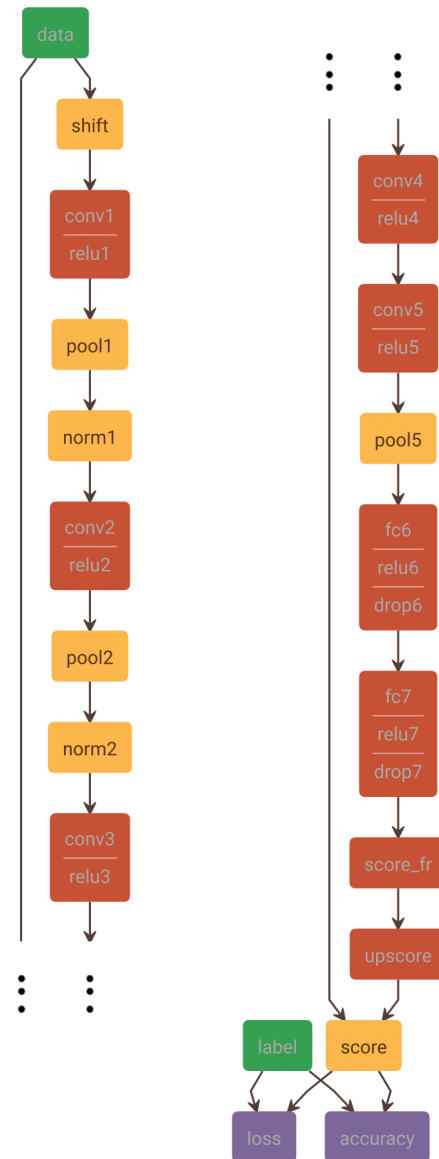 data
shift
conv1
relu1
pool1
norm1
conv2
relu2
pool2
norm2
conv3
relu3
conv4
relu4
conv5
relu5
pool5
fc6
relu6
drop6
fc7
relu7
drop7
score_fr
upscore
label
score
loss
accuracy